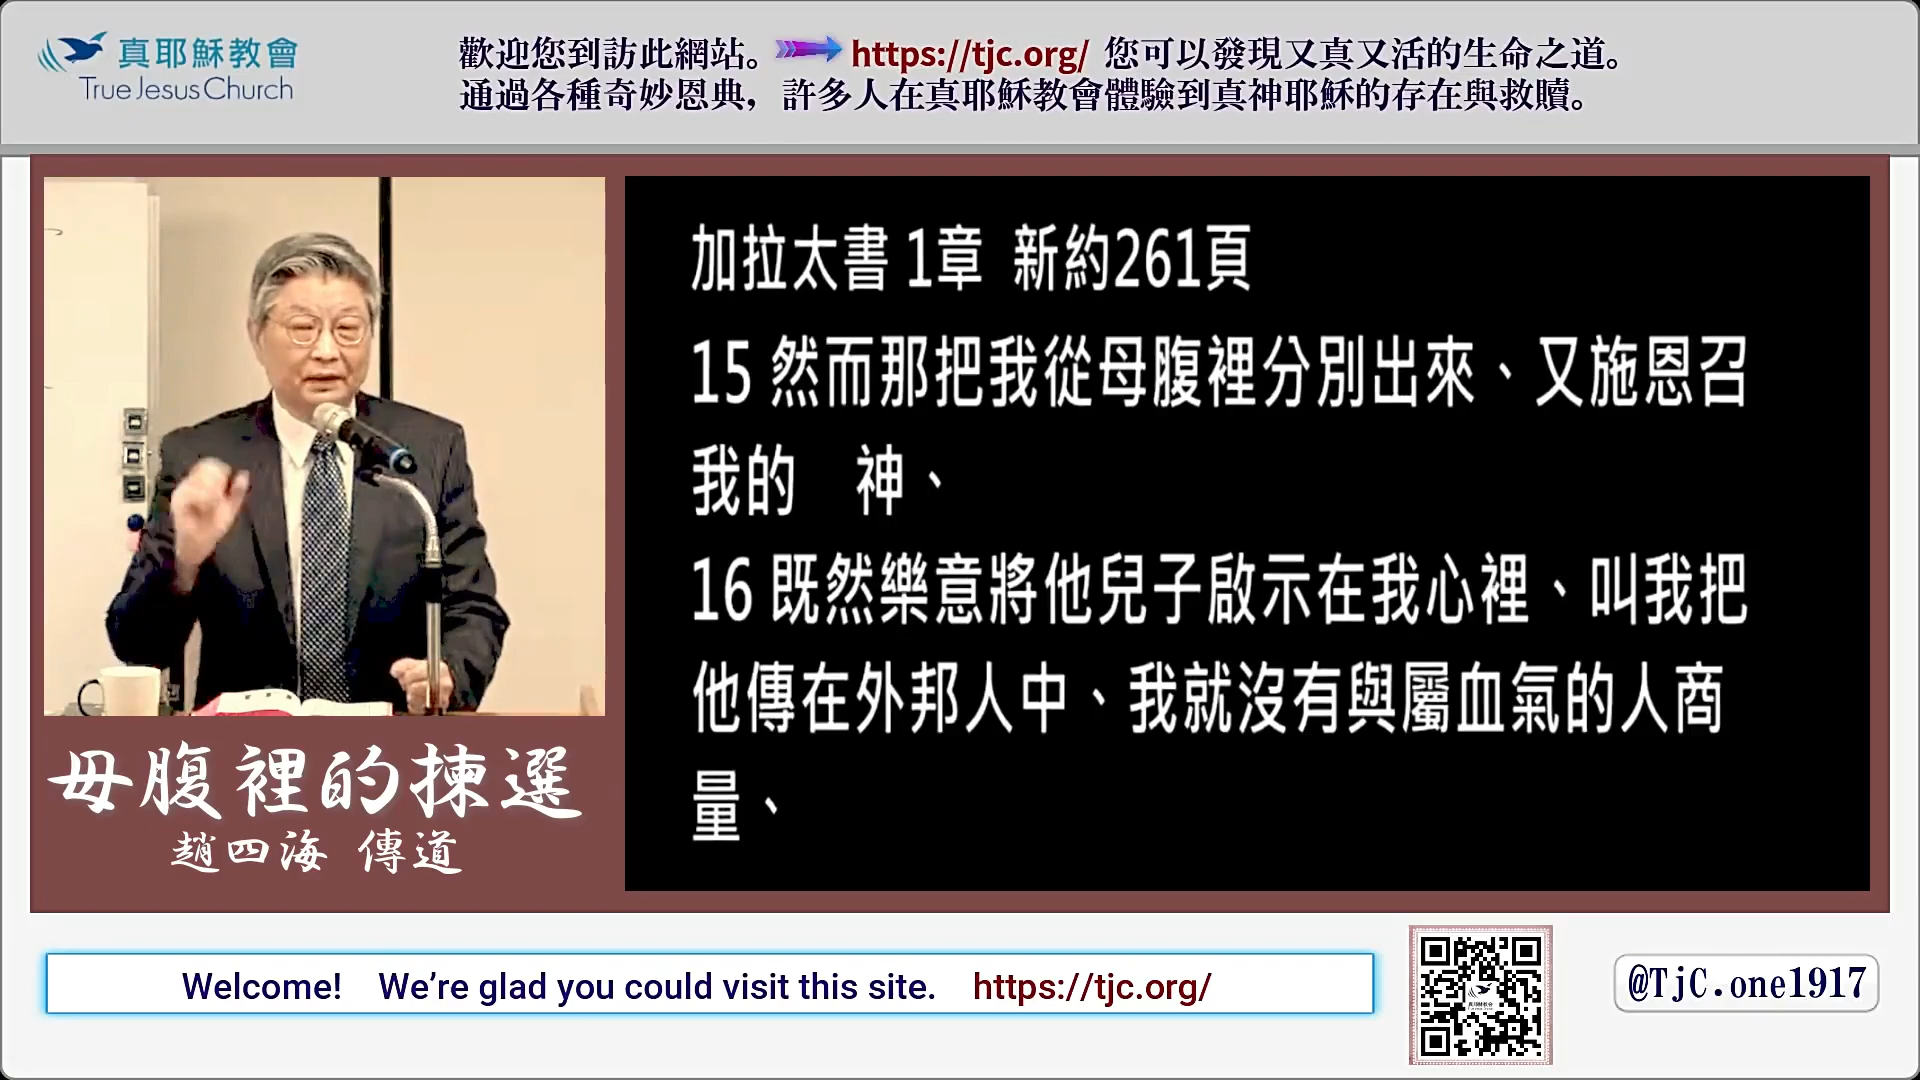 真耶穌教會
True Jesus Church
歡迎您到訪此網站。 https://tjc.org/ 您可以發現又真又活的生命之道。
通過各種奇妙恩典，許多人在真耶穌教會體驗到真神耶穌的存在與救贖。
加拉太書 1章 新約261頁
15 然而那把我從母腹裡分別出來、又施恩召
我的　神、
16 既然樂意將他兒子啟示在我心裡、叫我把
他傳在外邦人中、我就沒有與屬血氣的人商
量、
母腹裡的揀選
趙四海 傳道
Welcome! We’re glad you could visit this site. https://tjc.org/
@TjC.one1917